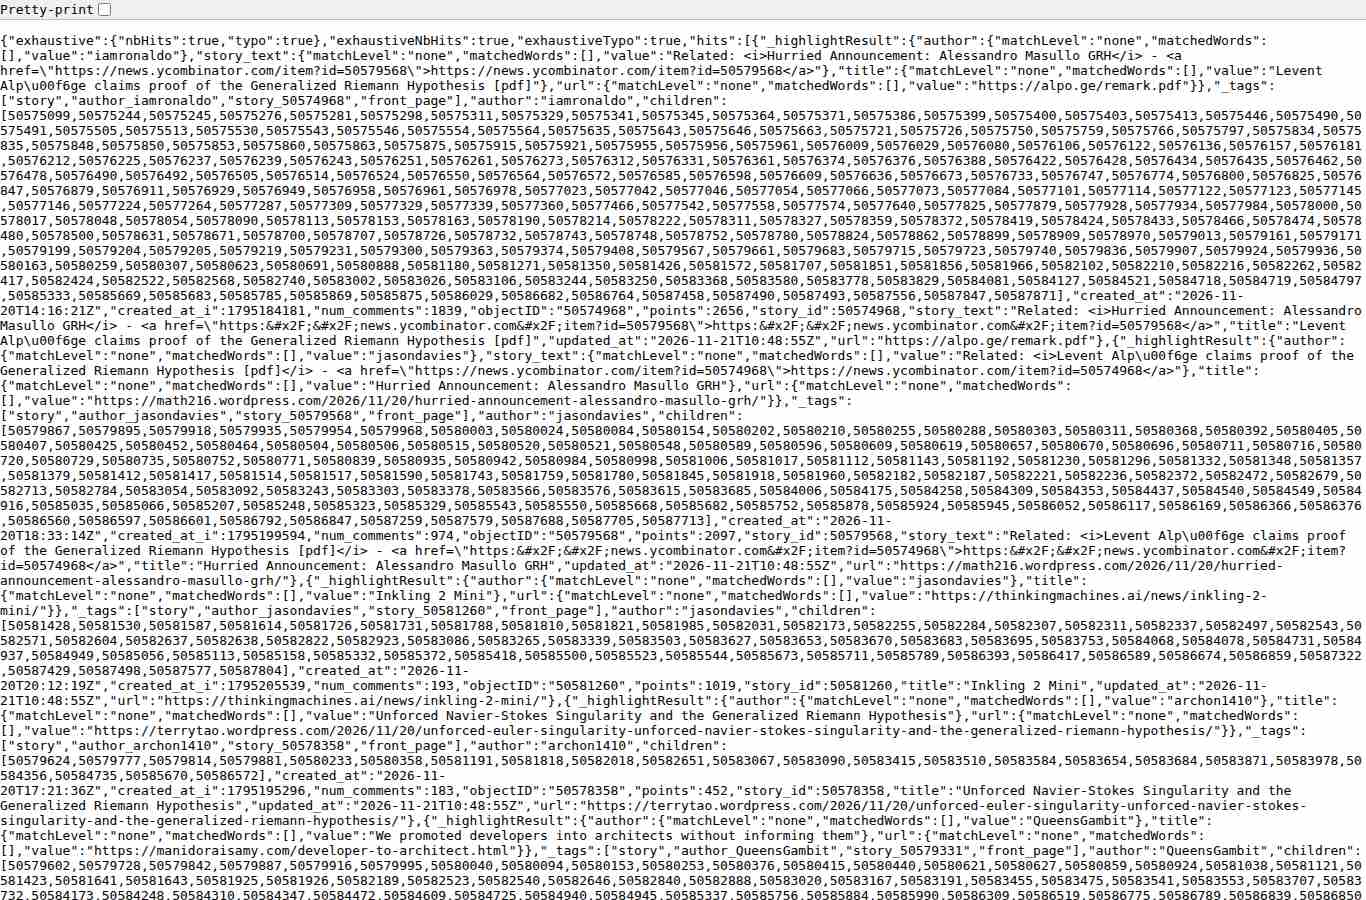 Pretty-print
{"exhaustive":{"nbHits":true,"typo":true},"exhaustiveNbHits":true,"exhaustiveTypo":true,"hits":[{"_highlightResult":{"author":{"matchLevel":"none","matchedWords":
[],"value":"iamronaldo"},"story_text":{"matchLevel":"none","matchedWords":[],"value":"Related: <i>Hurried Announcement: Alessandro Masullo GRH</i> - <a
href=\"https://news.ycombinator.com/item?id=50579568\">https://news.ycombinator.com/item?id=50579568</a>"},"title":{"matchLevel":"none","matchedWords":[],"value":"Levent
Alp\u00f6ge claims proof of the Generalized Riemann Hypothesis [pdf]"},"url":{"matchLevel":"none","matchedWords":[],"value":"https://alpo.ge/remark.pdf"}},"_tags":
["story","author_iamronaldo","story_50574968","front_page"],"author":"iamronaldo","children":
[50575099,50575244,50575245,50575276,50575281,50575298,50575311,50575329,50575341,50575345,50575364,50575371,50575386,50575399,50575400,50575403,50575413,50575446,50575490,50
575491,50575505,50575513,50575530,50575543,50575546,50575554,50575564,50575635,50575643,50575646,50575663,50575721,50575726,50575750,50575759,50575766,50575797,50575834,50575
835,50575848,50575850,50575853,50575860,50575863,50575875,50575915,50575921,50575955,50575956,50575961,50576009,50576029,50576080,50576106,50576122,50576136,50576157,50576181
,50576212,50576225,50576237,50576239,50576243,50576251,50576261,50576273,50576312,50576331,50576361,50576374,50576376,50576388,50576422,50576428,50576434,50576435,50576462,50
576478,50576490,50576492,50576505,50576514,50576524,50576550,50576564,50576572,50576585,50576598,50576609,50576636,50576673,50576733,50576747,50576774,50576800,50576825,50576
847,50576879,50576911,50576929,50576949,50576958,50576961,50576978,50577023,50577042,50577046,50577054,50577066,50577073,50577084,50577101,50577114,50577122,50577123,50577145
,50577146,50577224,50577264,50577287,50577309,50577329,50577339,50577360,50577466,50577542,50577558,50577574,50577640,50577825,50577879,50577928,50577934,50577984,50578000,50
578017,50578048,50578054,50578090,50578113,50578153,50578163,50578190,50578214,50578222,50578311,50578327,50578359,50578372,50578419,50578424,50578433,50578466,50578474,50578
480,50578500,50578631,50578671,50578700,50578707,50578726,50578732,50578743,50578748,50578752,50578780,50578824,50578862,50578899,50578909,50578970,50579013,50579161,50579171
,50579199,50579204,50579205,50579219,50579231,50579300,50579363,50579374,50579408,50579567,50579661,50579683,50579715,50579723,50579740,50579836,50579907,50579924,50579936,50
580163,50580259,50580307,50580623,50580691,50580888,50581180,50581271,50581350,50581426,50581572,50581707,50581851,50581856,50581966,50582102,50582210,50582216,50582262,50582
417,50582424,50582522,50582568,50582740,50583002,50583026,50583106,50583244,50583250,50583368,50583580,50583778,50583829,50584081,50584127,50584521,50584718,50584719,50584797
,50585333,50585669,50585683,50585785,50585869,50585875,50586029,50586682,50586764,50587458,50587490,50587493,50587556,50587847,50587871],"created_at":"2026-11-
20T14:16:21Z","created_at_i":1795184181,"num_comments":1839,"objectID":"50574968","points":2656,"story_id":50574968,"story_text":"Related: <i>Hurried Announcement: Alessandro
Masullo GRH</i> - <a href=\"https:&#x2F;&#x2F;news.ycombinator.com&#x2F;item?id=50579568\">https:&#x2F;&#x2F;news.ycombinator.com&#x2F;item?id=50579568</a>","title":"Levent
Alp\u00f6ge claims proof of the Generalized Riemann Hypothesis [pdf]","updated_at":"2026-11-21T10:48:55Z","url":"https://alpo.ge/remark.pdf"},{"_highlightResult":{"author":
{"matchLevel":"none","matchedWords":[],"value":"jasondavies"},"story_text":{"matchLevel":"none","matchedWords":[],"value":"Related: <i>Levent Alp\u00f6ge claims proof of the
Generalized Riemann Hypothesis [pdf]</i> - <a href=\"https://news.ycombinator.com/item?id=50574968\">https://news.ycombinator.com/item?id=50574968</a>"},"title":
{"matchLevel":"none","matchedWords":[],"value":"Hurried Announcement: Alessandro Masullo GRH"},"url":{"matchLevel":"none","matchedWords":
[],"value":"https://math216.wordpress.com/2026/11/20/hurried-announcement-alessandro-masullo-grh/"}},"_tags":
["story","author_jasondavies","story_50579568","front_page"],"author":"jasondavies","children":
[50579867,50579895,50579918,50579935,50579954,50579968,50580003,50580024,50580084,50580154,50580202,50580210,50580255,50580288,50580303,50580311,50580368,50580392,50580405,50
580407,50580425,50580452,50580464,50580504,50580506,50580515,50580520,50580521,50580548,50580589,50580596,50580609,50580619,50580657,50580670,50580696,50580711,50580716,50580
720,50580729,50580735,50580752,50580771,50580839,50580935,50580942,50580984,50580998,50581006,50581017,50581112,50581143,50581192,50581230,50581296,50581332,50581348,50581357
,50581379,50581412,50581417,50581514,50581517,50581590,50581743,50581759,50581780,50581845,50581918,50581960,50582182,50582187,50582221,50582236,50582372,50582472,50582679,50
582713,50582784,50583054,50583092,50583243,50583303,50583378,50583566,50583576,50583615,50583685,50584006,50584175,50584258,50584309,50584353,50584437,50584540,50584549,50584
916,50585035,50585066,50585207,50585248,50585323,50585329,50585543,50585550,50585668,50585682,50585752,50585878,50585924,50585945,50586052,50586117,50586169,50586366,50586376
,50586560,50586597,50586601,50586792,50586847,50587259,50587579,50587688,50587705,50587713],"created_at":"2026-11-
20T18:33:14Z","created_at_i":1795199594,"num_comments":974,"objectID":"50579568","points":2097,"story_id":50579568,"story_text":"Related: <i>Levent Alp\u00f6ge claims proof
of the Generalized Riemann Hypothesis [pdf]</i> - <a href=\"https:&#x2F;&#x2F;news.ycombinator.com&#x2F;item?id=50574968\">https:&#x2F;&#x2F;news.ycombinator.com&#x2F;item?
id=50574968</a>","title":"Hurried Announcement: Alessandro Masullo GRH","updated_at":"2026-11-21T10:48:55Z","url":"https://math216.wordpress.com/2026/11/20/hurried-
announcement-alessandro-masullo-grh/"},{"_highlightResult":{"author":{"matchLevel":"none","matchedWords":[],"value":"jasondavies"},"title":
{"matchLevel":"none","matchedWords":[],"value":"Inkling 2 Mini"},"url":{"matchLevel":"none","matchedWords":[],"value":"https://thinkingmachines.ai/news/inkling-2-
mini/"}},"_tags":["story","author_jasondavies","story_50581260","front_page"],"author":"jasondavies","children":
[50581428,50581530,50581587,50581614,50581726,50581731,50581788,50581810,50581821,50581985,50582031,50582173,50582255,50582284,50582307,50582311,50582337,50582497,50582543,50
582571,50582604,50582637,50582638,50582822,50582923,50583086,50583265,50583339,50583503,50583627,50583653,50583670,50583683,50583695,50583753,50584068,50584078,50584731,50584
937,50584949,50585056,50585113,50585158,50585332,50585372,50585418,50585500,50585523,50585544,50585673,50585711,50585789,50586393,50586417,50586589,50586674,50586859,50587322
,50587429,50587498,50587577,50587804],"created_at":"2026-11-
20T20:12:19Z","created_at_i":1795205539,"num_comments":193,"objectID":"50581260","points":1019,"story_id":50581260,"title":"Inkling 2 Mini","updated_at":"2026-11-
21T10:48:55Z","url":"https://thinkingmachines.ai/news/inkling-2-mini/"},{"_highlightResult":{"author":{"matchLevel":"none","matchedWords":[],"value":"archon1410"},"title":
{"matchLevel":"none","matchedWords":[],"value":"Unforced Navier-Stokes Singularity and the Generalized Riemann Hypothesis"},"url":{"matchLevel":"none","matchedWords":
[],"value":"https://terrytao.wordpress.com/2026/11/20/unforced-euler-singularity-unforced-navier-stokes-singularity-and-the-generalized-riemann-hypothesis/"}},"_tags":
["story","author_archon1410","story_50578358","front_page"],"author":"archon1410","children":
[50579624,50579777,50579814,50579881,50580233,50580358,50581191,50581818,50582018,50582651,50583067,50583090,50583415,50583510,50583584,50583654,50583684,50583871,50583978,50
584356,50584735,50585670,50586572],"created_at":"2026-11-
20T17:21:36Z","created_at_i":1795195296,"num_comments":183,"objectID":"50578358","points":452,"story_id":50578358,"title":"Unforced Navier-Stokes Singularity and the
Generalized Riemann Hypothesis","updated_at":"2026-11-21T10:48:55Z","url":"https://terrytao.wordpress.com/2026/11/20/unforced-euler-singularity-unforced-navier-stokes-
singularity-and-the-generalized-riemann-hypothesis/"},{"_highlightResult":{"author":{"matchLevel":"none","matchedWords":[],"value":"QueensGambit"},"title":
{"matchLevel":"none","matchedWords":[],"value":"We promoted developers into architects without informing them"},"url":{"matchLevel":"none","matchedWords":
[],"value":"https://manidoraisamy.com/developer-to-architect.html"}},"_tags":["story","author_QueensGambit","story_50579331","front_page"],"author":"QueensGambit","children":
[50579602,50579728,50579842,50579887,50579916,50579995,50580040,50580094,50580153,50580253,50580376,50580415,50580440,50580621,50580627,50580859,50580924,50581038,50581121,50
581423,50581641,50581643,50581925,50581926,50582189,50582523,50582540,50582646,50582840,50582888,50583020,50583167,50583191,50583455,50583475,50583541,50583553,50583707,50583
732,50584173,50584248,50584310,50584347,50584472,50584609,50584725,50584940,50584945,50585337,50585756,50585884,50585990,50586309,50586519,50586775,50586789,50586839,50586850